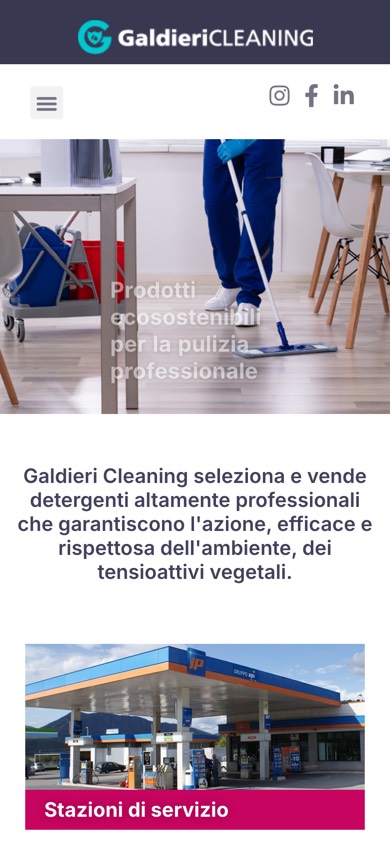 GaldieriCLEANING
Prodotti
ecosostenibili
per la pulizia
professionale
Galdieri Cleaning seleziona e vende
detergenti altamente professionali
che garantiscono l'azione, efficace e
rispettosa dell'ambiente, dei
tensioattivi vegetali.
IP
Stazioni di servizio